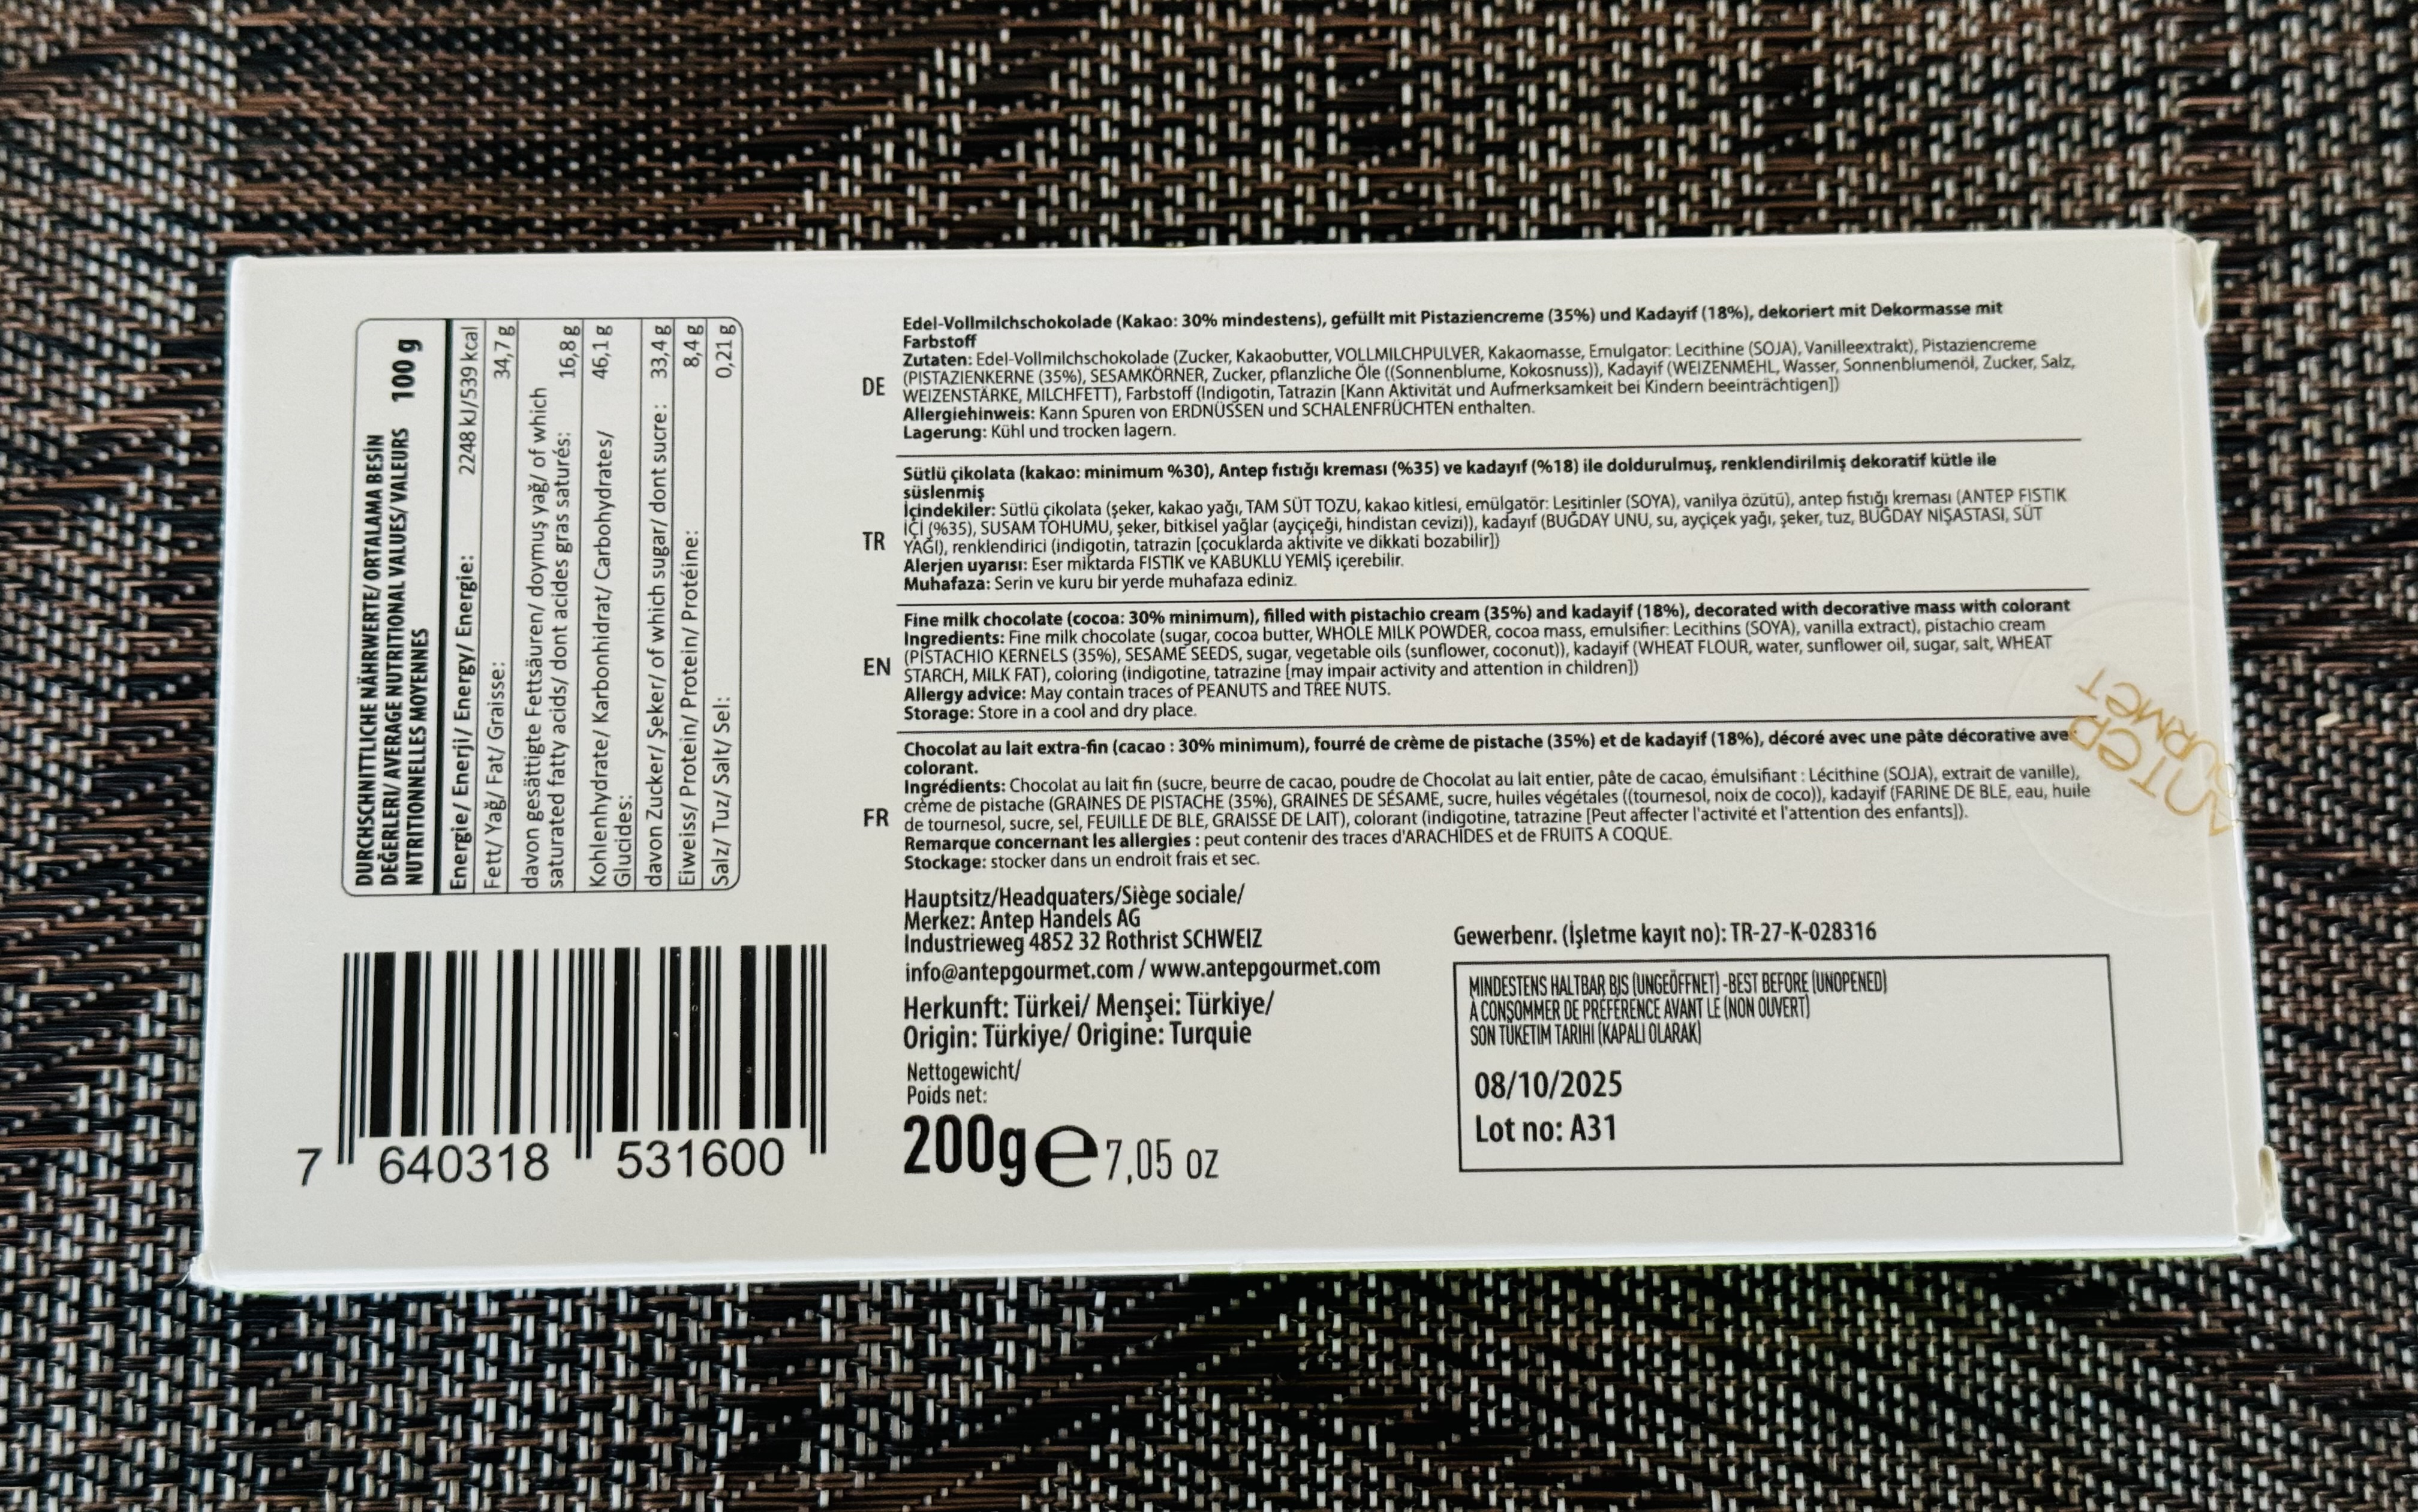 DURCHSCHNITTLICHE NÄHRWERTE/ ORTALAMA BESİN
DEĞERLERİ/ AVERAGE NUTRITIONAL VALUES/ VALEURS 100 g
NUTRITIONNELLES MOYENNES
Energie/ Enerji/ Energy/ Energie: 2248 kJ/539 kcal
Fett/ Yağ/ Fat/ Graisse: 34,7 g
davon gesättigte Fettsäuren/ doymuş yağ/ of which
saturated fatty acids/ dont acides gras saturés: 16,8 g
Kohlenhydrate/ Karbonhidrat/ Carbohydrates/ 46,1 g
Glucides:
davon Zucker/ Şeker/ of which sugar/ dont sucre: 33,4 g
Eiweiss/ Protein/ Protein/ Protéine: 8,4 g
Salz/ Tuz/ Salt/ Sel: 0,21 g
7 640318 531600
DE
Edel-Vollmilchschokolade (Kakao: 30% mindestens), gefüllt mit Pistaziencreme (35%) und Kadayif (18%), dekoriert mit Dekormasse mit
Farbstoff
Zutaten: Edel-Vollmilchschokolade (Zucker, Kakaobutter, VOLLMILCHPULVER, Kakaomasse, Emulgator: Lecithine (SOJA), Vanilleextrakt), Pistaziencreme
(PISTAZIENKERNE (35%), SESAMKÖRNER, Zucker, pflanzliche Öle ((Sonnenblume, Kokosnuss)), Kadayif (WEIZENMEHL, Wasser, Sonnenblumenöl, Zucker, Salz,
WEIZENSTÄRKE, MILCHFETT), Farbstoff (Indigotin, Tatrazin [Kann Aktivität und Aufmerksamkeit bei Kindern beeinträchtigen])
Allergiehinweis: Kann Spuren von ERDNÜSSEN und SCHALENFRÜCHTEN enthalten.
Lagerung: Kühl und trocken lagern.
TR
Sütlü çikolata (kakao: minimum %30), Antep fıstığı kreması (%35) ve kadayıf (%18) ile doldurulmuş, renklendirilmiş dekoratif kütle ile
süslenmiş
İçindekiler: Sütlü çikolata (şeker, kakao yağı, TAM SÜT TOZU, kakao kitlesi, emülgatör: Lesitinler (SOYA), vanilya özütü), antep fıstığı kreması (ANTEP FISTIK
İÇİ (%35), SUSAM TOHUMU, şeker, bitkisel yağlar (ayçiçeği, hindistan cevizi)), kadayıf (BUĞDAY UNU, su, ayçiçek yağı, şeker, tuz, BUĞDAY NİŞASTASI, SÜT
YAĞI), renklendirici (indigotin, tatrazin [çocuklarda aktivite ve dikkati bozabilir])
Alerjen uyarısı: Eser miktarda FISTIK ve KABUKLU YEMİŞ içerebilir.
Muhafaza: Serin ve kuru bir yerde muhafaza ediniz.
EN
Fine milk chocolate (cocoa: 30% minimum), filled with pistachio cream (35%) and kadayif (18%), decorated with decorative mass with colorant
Ingredients: Fine milk chocolate (sugar, cocoa butter, WHOLE MILK POWDER, cocoa mass, emulsifier: Lecithins (SOYA), vanilla extract), pistachio cream
(PISTACHIO KERNELS (35%), SESAME SEEDS, sugar, vegetable oils (sunflower, coconut)), kadayif (WHEAT FLOUR, water, sunflower oil, sugar, salt, WHEAT
STARCH, MILK FAT), coloring (indigotine, tatrazine [may impair activity and attention in children])
Allergy advice: May contain traces of PEANUTS and TREE NUTS.
Storage: Store in a cool and dry place.
FR
Chocolat au lait extra-fin (cacao : 30% minimum), fourré de crème de pistache (35%) et de kadayif (18%), décoré avec une pâte décorative avec
colorant.
Ingrédients: Chocolat au lait fin (sucre, beurre de cacao, poudre de Chocolat au lait entier, pâte de cacao, émulsifiant : Lécithine (SOJA), extrait de vanille),
crème de pistache (GRAINES DE PISTACHE (35%), GRAINES DE SÉSAME, sucre, huiles végétales ((tournesol, noix de coco)), kadayif (FARINE DE BLE, eau, huile
de tournesol, sucre, sel, FEUILLE DE BLE, GRAISSE DE LAIT), colorant (indigotine, tatrazine [Peut affecter l'activité et l'attention des enfants]).
Remarque concernant les allergies : peut contenir des traces d'ARACHIDES et de FRUITS A COQUE.
Stockage: stocker dans un endroit frais et sec.
ANTEP
GOURMET
Hauptsitz/Headquaters/Siège sociale/
Merkez: Antep Handels AG
Industrieweg 4852 32 Rothrist SCHWEIZ
info@antepgourmet.com / www.antepgourmet.com
Herkunft: Türkei/ Menşei: Türkiye/
Origin: Türkiye/ Origine: Turquie
Nettogewicht/
Poids net:
200g e 7,05 oz
Gewerbenr. (İşletme kayıt no): TR-27-K-028316
MINDESTENS HALTBAR BIS (UNGEÖFFNET) -BEST BEFORE (UNOPENED)
À CONSOMMER DE PRÉFÉRENCE AVANT LE (NON OUVERT)
SON TÜKETIM TARIHI (KAPALI OLARAK)
08/10/2025
Lot no: A31